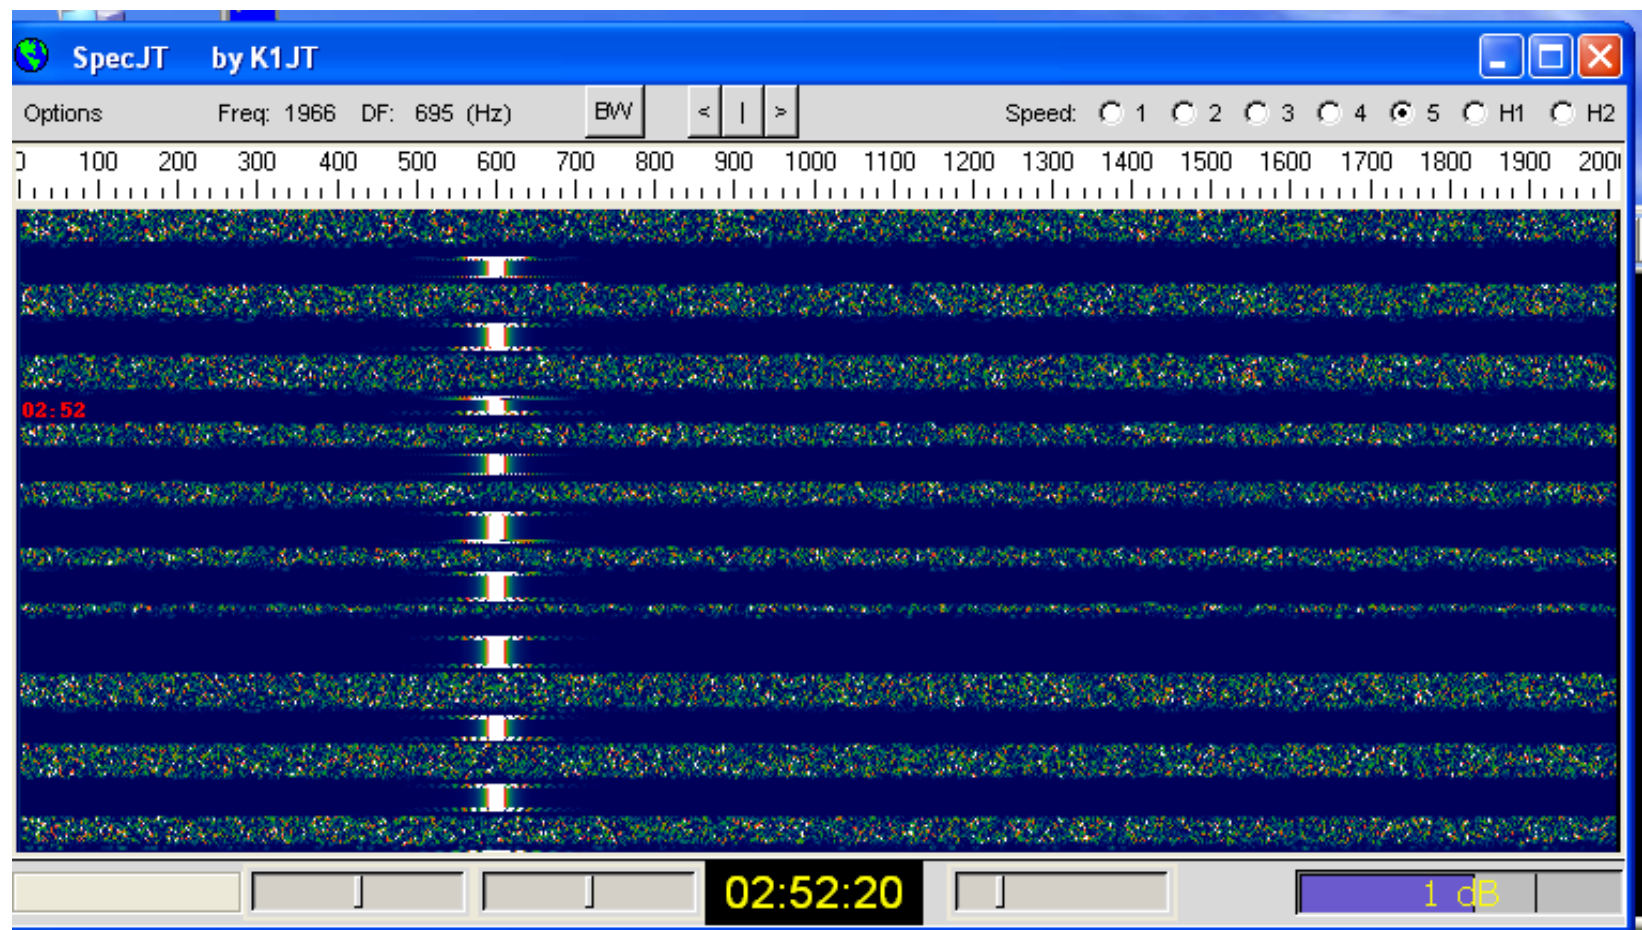 SpecJT by K1JT
Options Freq: 1966 DF: 695 (Hz) BW < | > Speed: 1 2 3 4 5 H1 H2
100 200 300 400 500 600 700 800 900 1000 1100 1200 1300 1400 1500 1600 1700 1800 1900
02:52
02:52:20 1 dB